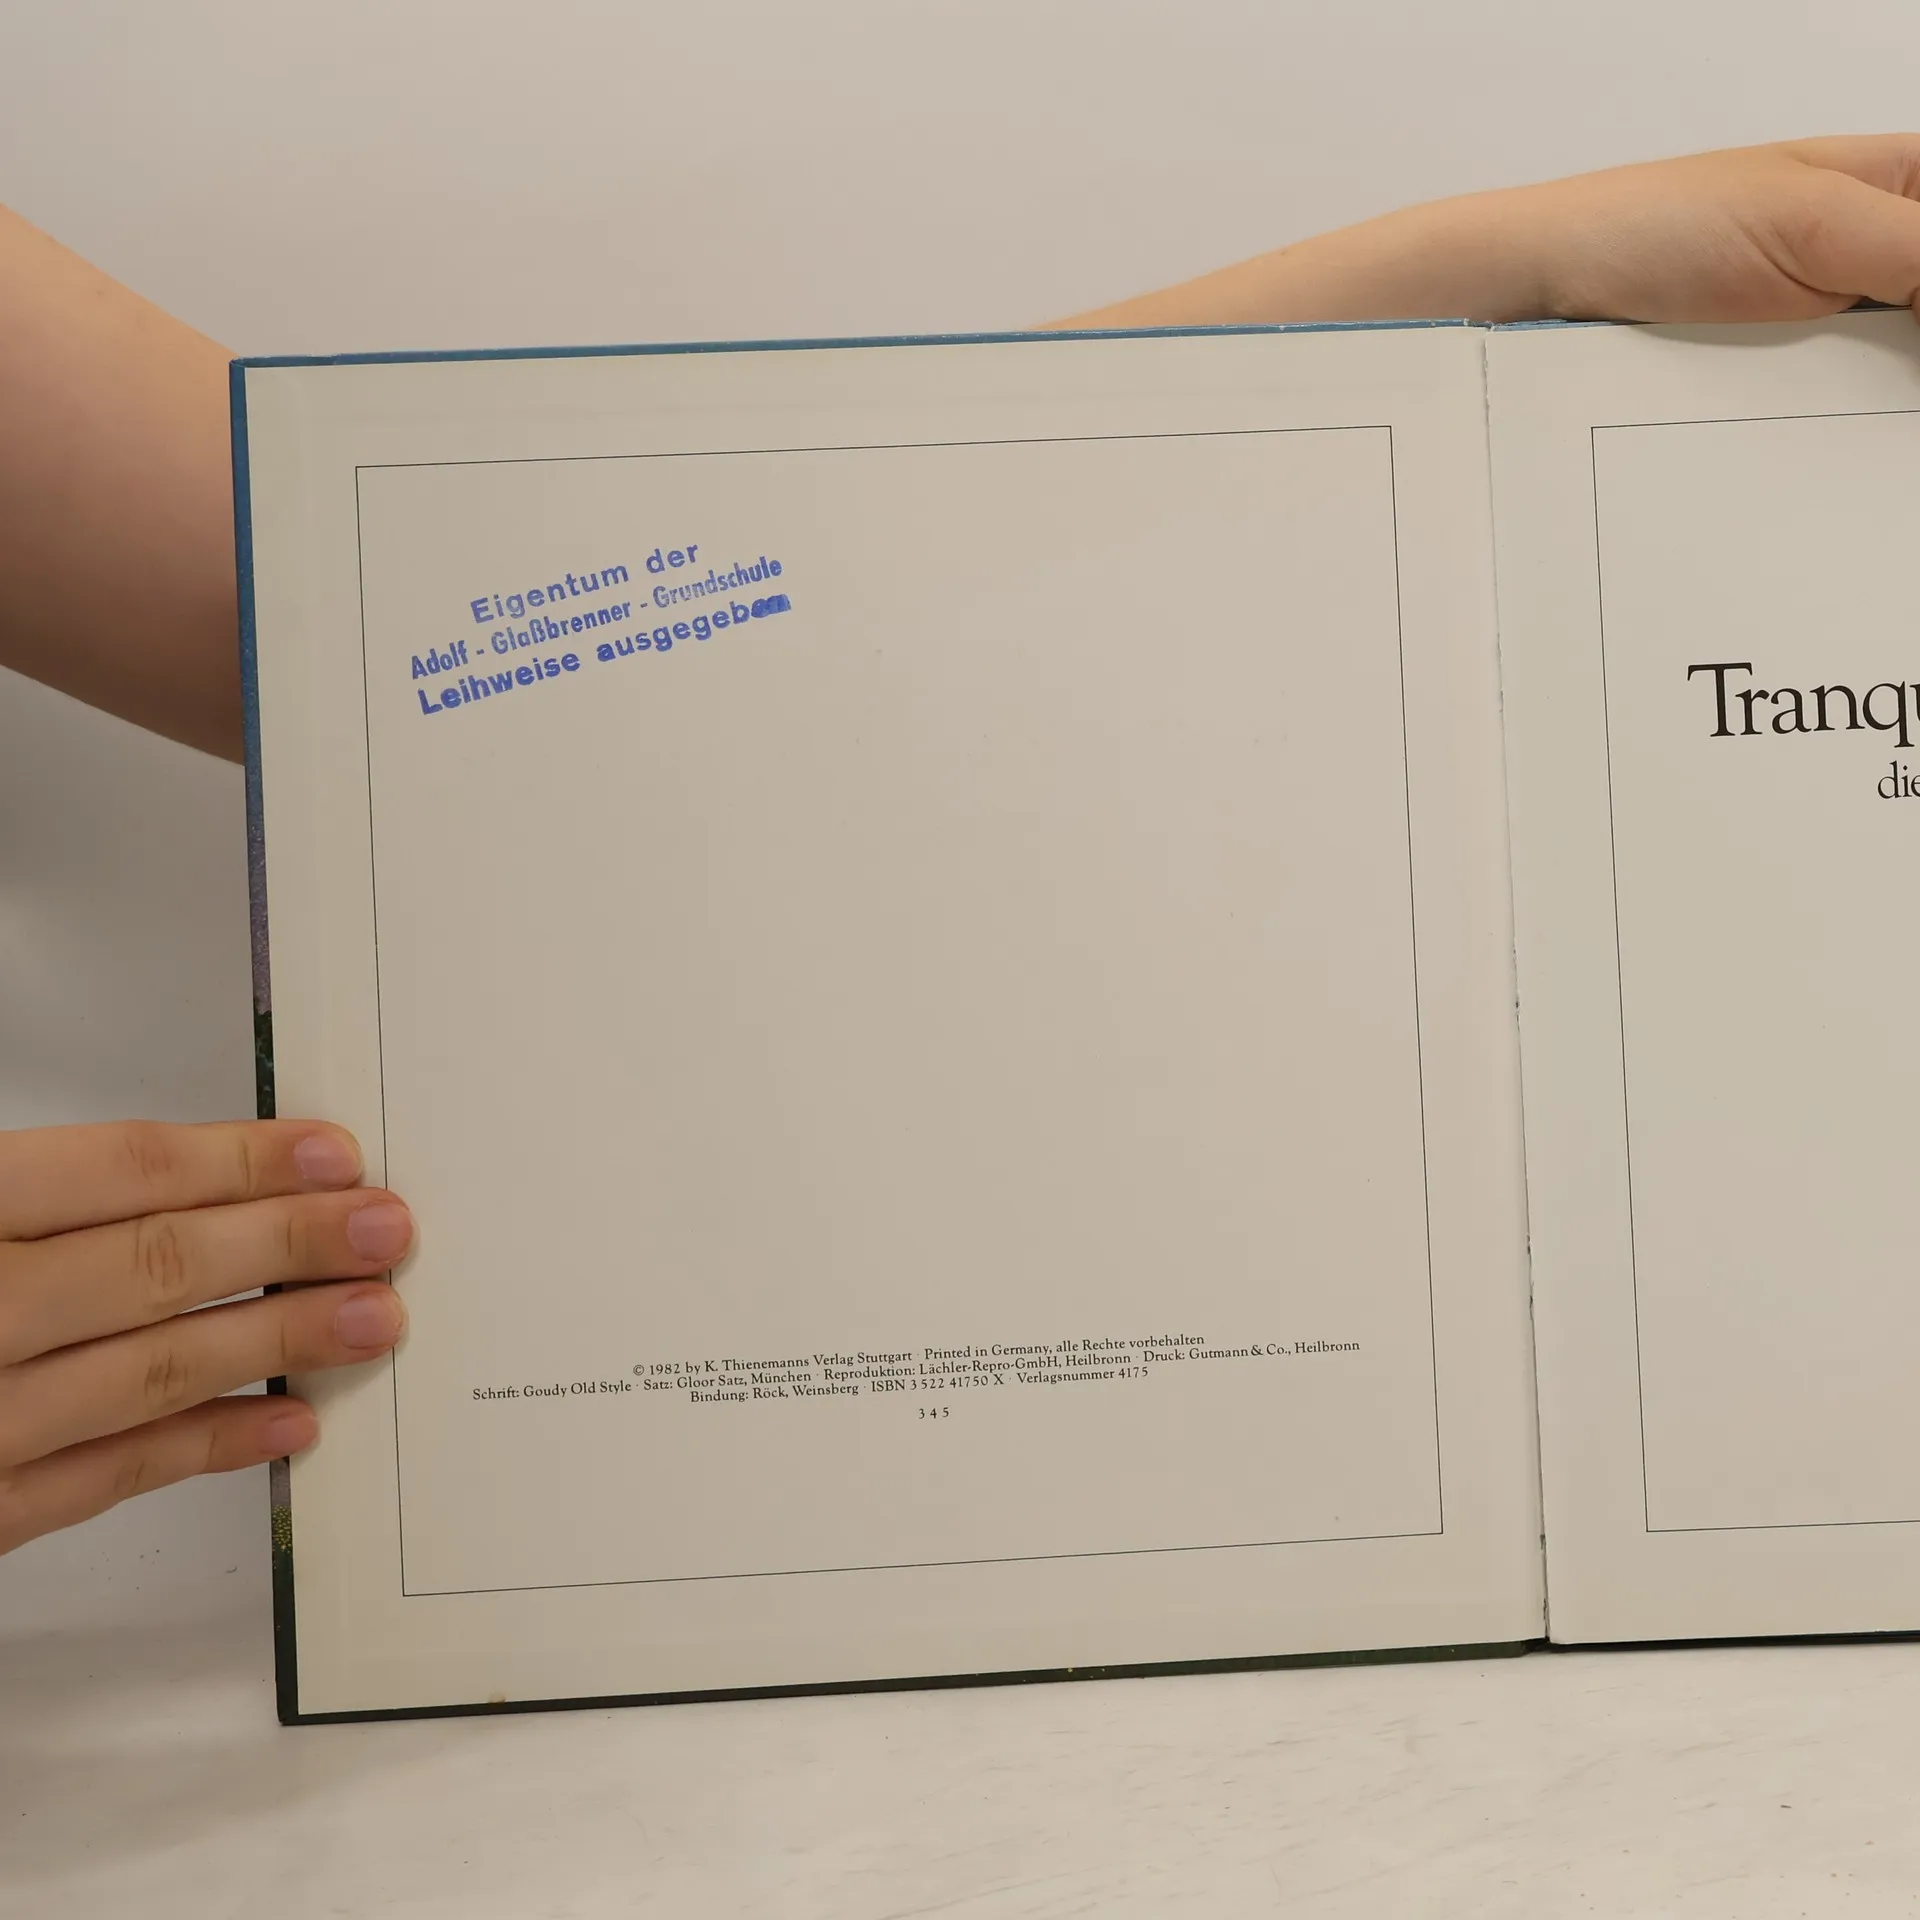 Eigentum der
Adolf - Glaßbrenner - Grundschule
Leihweise ausgegeben
© 1982 by K. Thienemanns Verlag Stuttgart · Printed in Germany, alle Rechte vorbehalten
Schrift: Goudy Old Style · Satz: Gloor Satz, München · Reproduktion: Lächler-Repro-GmbH, Heilbronn · Druck: Gutmann & Co., Heilbronn
Bindung: Röck, Weinsberg · ISBN 3 522 41750 X · Verlagsnummer 4175
3 4 5
Tranqu
die